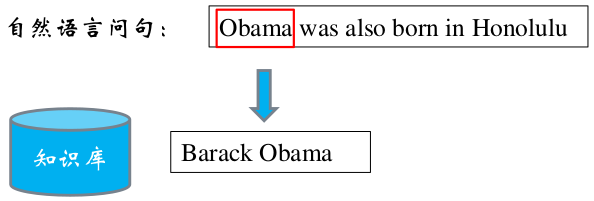 自然语言问句：
Obama was also born in Honolulu
知识库
Barack Obama